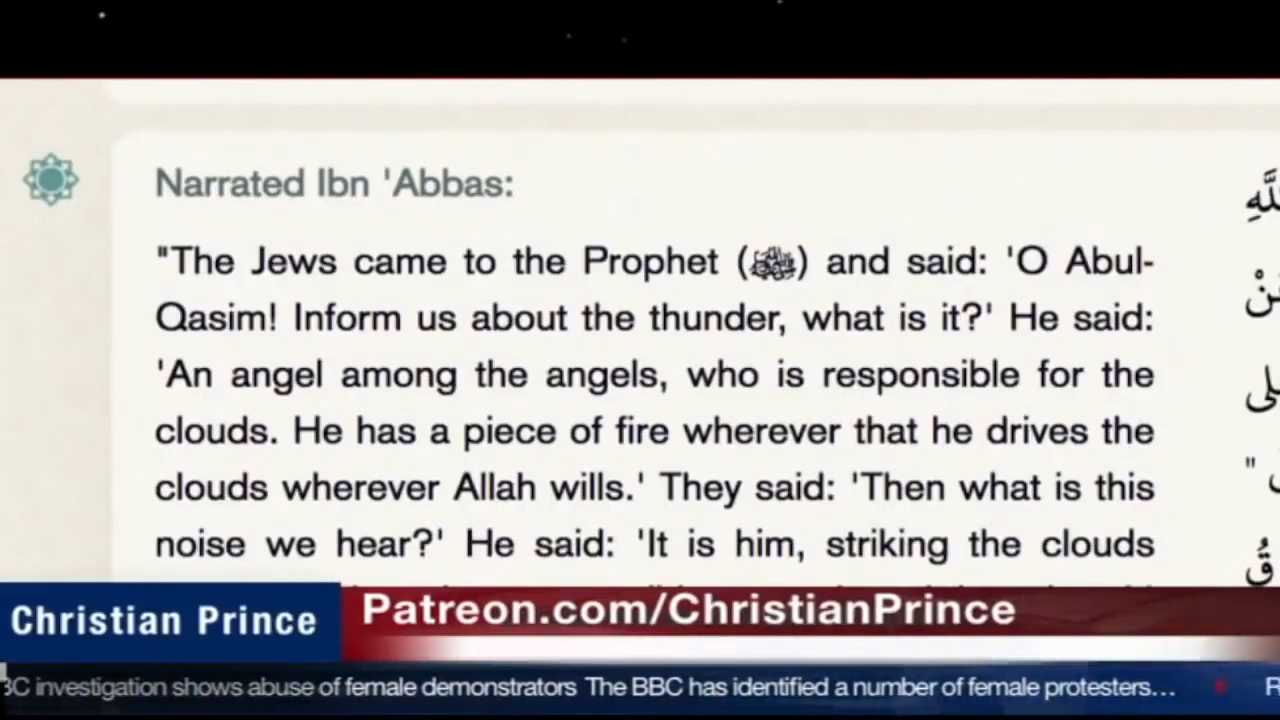 Narrated Ibn 'Abbas:
"The Jews came to the Prophet (ﷺ) and said: 'O Abul-
Qasim! Inform us about the thunder, what is it?' He said:
'An angel among the angels, who is responsible for the
clouds. He has a piece of fire wherever that he drives the
clouds wherever Allah wills.' They said: 'Then what is this
noise we hear?' He said: 'It is him, striking the clouds
Christian Prince
Patreon.com/ChristianPrince
BC investigation shows abuse of female demonstrators The BBC has identified a number of female protesters...